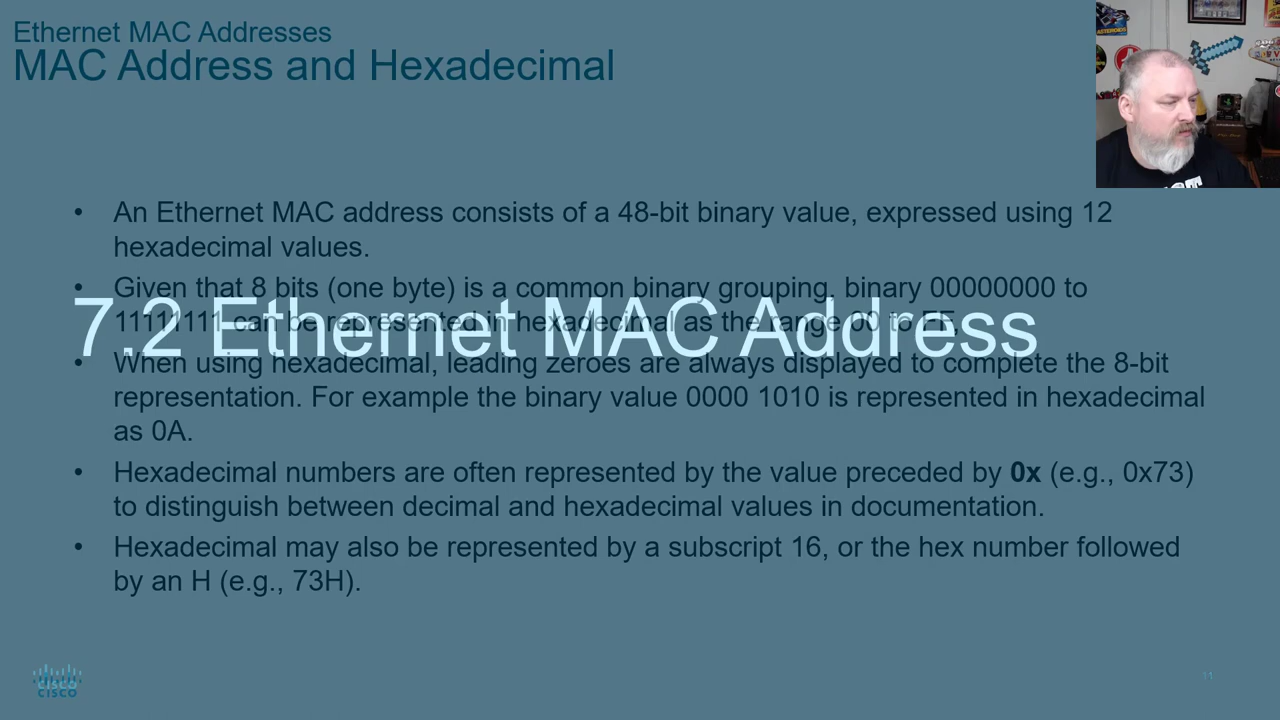 Ethernet MAC Addresses
MAC Address and Hexadecimal
• An Ethernet MAC address consists of a 48-bit binary value, expressed using 12
hexadecimal values.
• Given that 8 bits (one byte) is a common binary grouping, binary 00000000 to
11111111 can be represented in hexadecimal as the range 00 to FF.
7.2 Ethernet MAC Address
• When using hexadecimal, leading zeroes are always displayed to complete the 8-bit
representation. For example the binary value 0000 1010 is represented in hexadecimal
as 0A.
• Hexadecimal numbers are often represented by the value preceded by 0x (e.g., 0x73)
to distinguish between decimal and hexadecimal values in documentation.
• Hexadecimal may also be represented by a subscript 16, or the hex number followed
by an H (e.g., 73H).
CISCO
CISCO
11